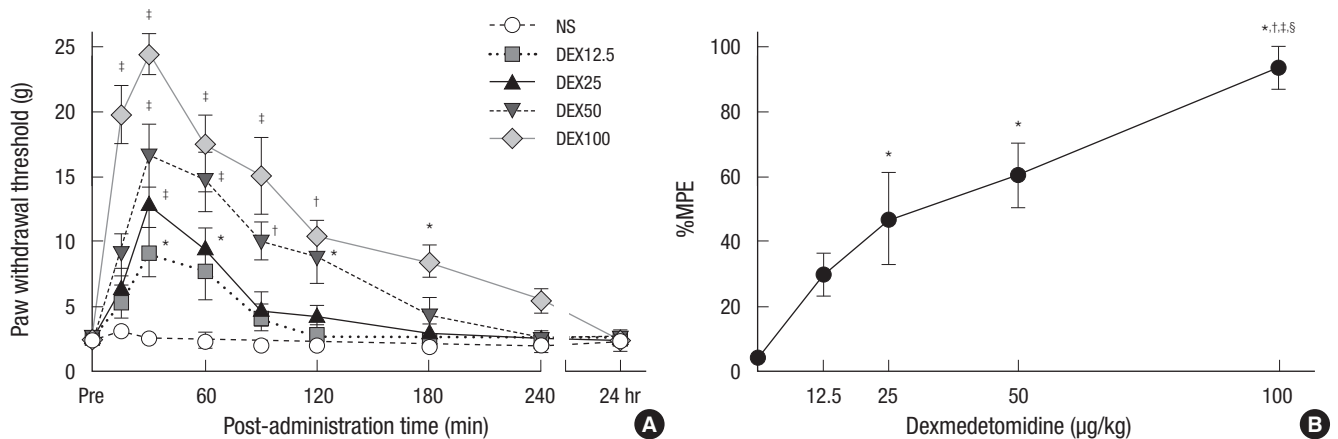 NS
DEX12.5
DEX25
DEX50
DEX100
Paw withdrawal threshold (g)
25
20
15
10
5
0
‡
‡
‡
‡
‡
‡
‡
†
†
*
*
*
*
Pre
60
120
180
240
24 hr
Post-administration time (min)
A
%MPE
100
80
60
40
20
0
*
*
*,†,‡,§
12.5
25
50
100
Dexmedetomidine (µg/kg)
B